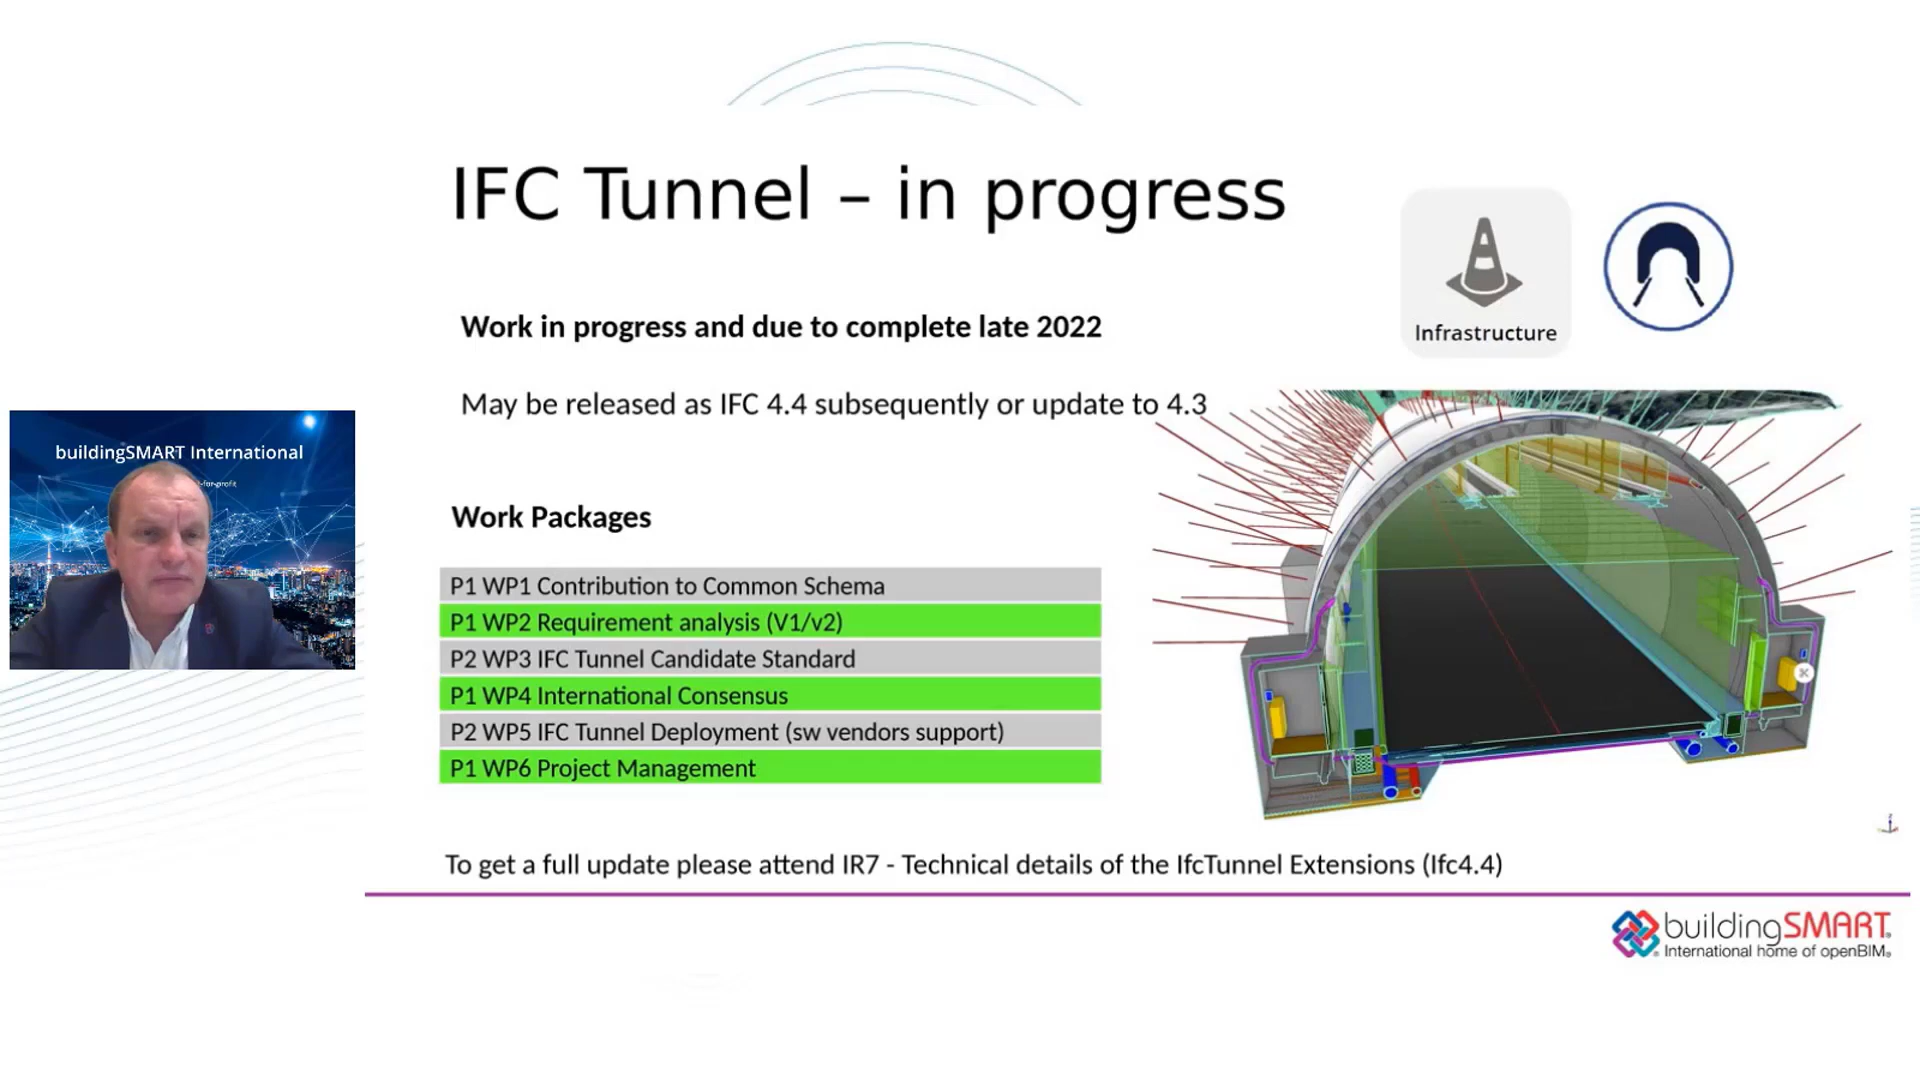 IFC Tunnel – in progress
Infrastructure
Work in progress and due to complete late 2022
May be released as IFC 4.4 subsequently or update to 4.3
buildingSMART International
-for-profit
Work Packages
P1 WP1 Contribution to Common Schema
P1 WP2 Requirement analysis (V1/v2)
P2 WP3 IFC Tunnel Candidate Standard
P1 WP4 International Consensus
P2 WP5 IFC Tunnel Deployment (sw vendors support)
P1 WP6 Project Management
To get a full update please attend IR7 - Technical details of the IfcTunnel Extensions (Ifc4.4)
buildingSMART®
International home of openBIM®